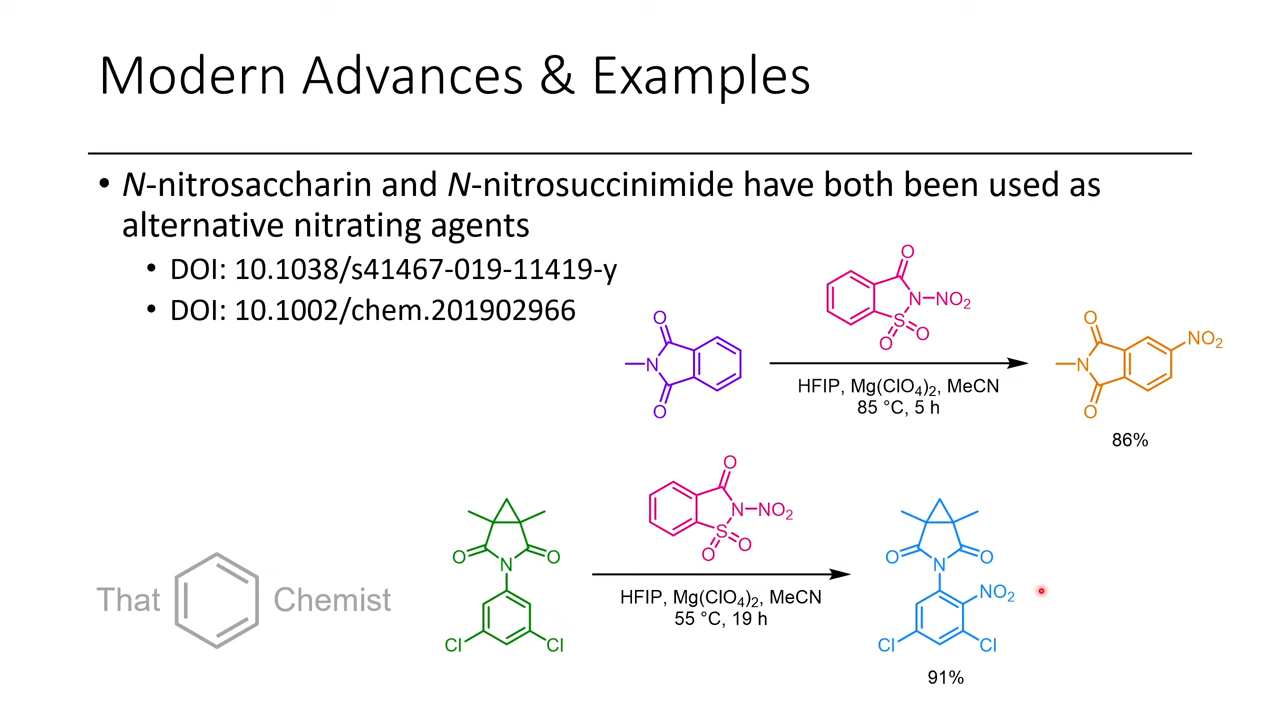 Modern Advances & Examples
• N-nitrosaccharin and N-nitrosuccinimide have both been used as
alternative nitrating agents
• DOI: 10.1038/s41467-019-11419-y
• DOI: 10.1002/chem.201902966
O
N
O
O
N–NO₂
S
O
O
HFIP, Mg(ClO₄)₂, MeCN
85 °C, 5 h
O
N
O
NO₂
86%
O
O
N
Cl
Cl
O
N–NO₂
S
O
O
HFIP, Mg(ClO₄)₂, MeCN
55 °C, 19 h
O
O
N
NO₂
Cl
Cl
91%
That Chemist